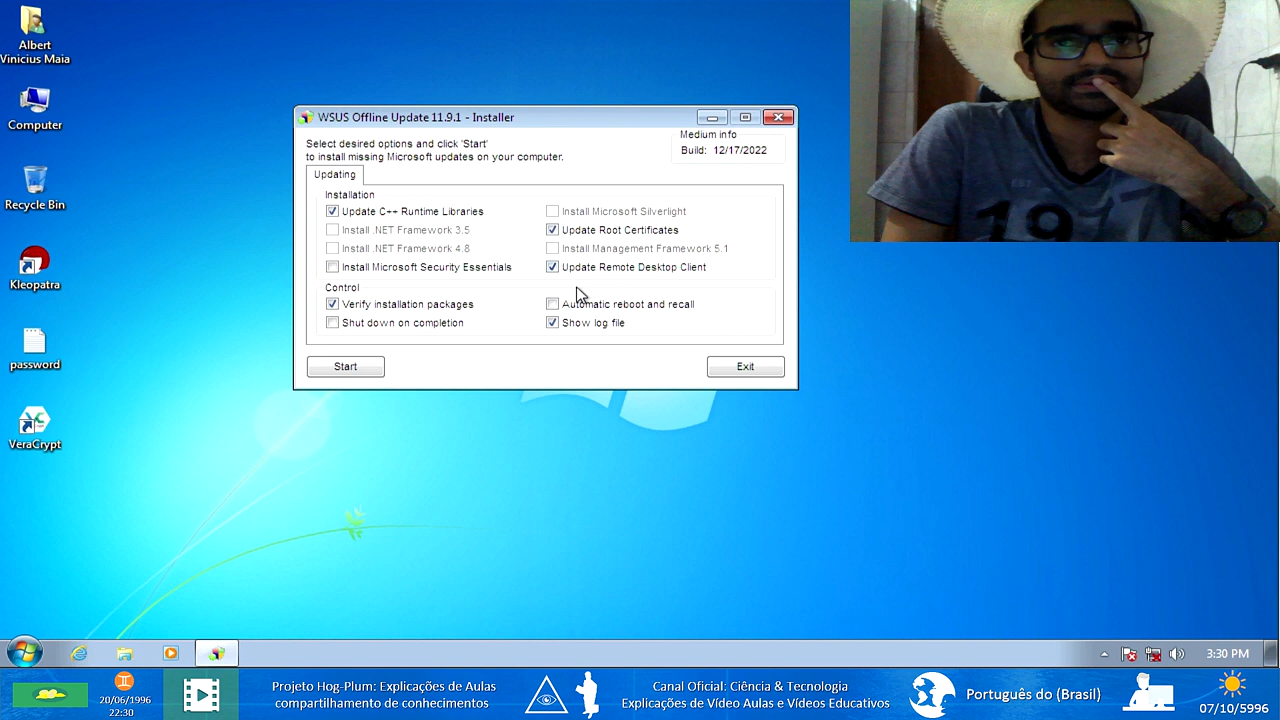 Albert
Vinicius Maia
Computer
Recycle Bin
Kleopatra
password
VeraCrypt
WSUS Offline Update 11.9.1 - Installer
Select desired options and click 'Start'
to install missing Microsoft updates on your computer.
Medium info
Build: 12/17/2022
Updating
Installation
Update C++ Runtime Libraries
Install Microsoft Silverlight
Install .NET Framework 3.5
Update Root Certificates
Install .NET Framework 4.8
Install Management Framework 5.1
Install Microsoft Security Essentials
Update Remote Desktop Client
Control
Verify installation packages
Automatic reboot and recall
Shut down on completion
Show log file
Start
Exit
19
3:30 PM
20/06/1996
22:30
Projeto Hog-Plum: Explicações de Aulas
compartilhamento de conhecimentos
Canal Oficial: Ciência & Tecnologia
Explicações de Vídeo Aulas e Vídeos Educativos
Português do (Brasil)
07/10/5996